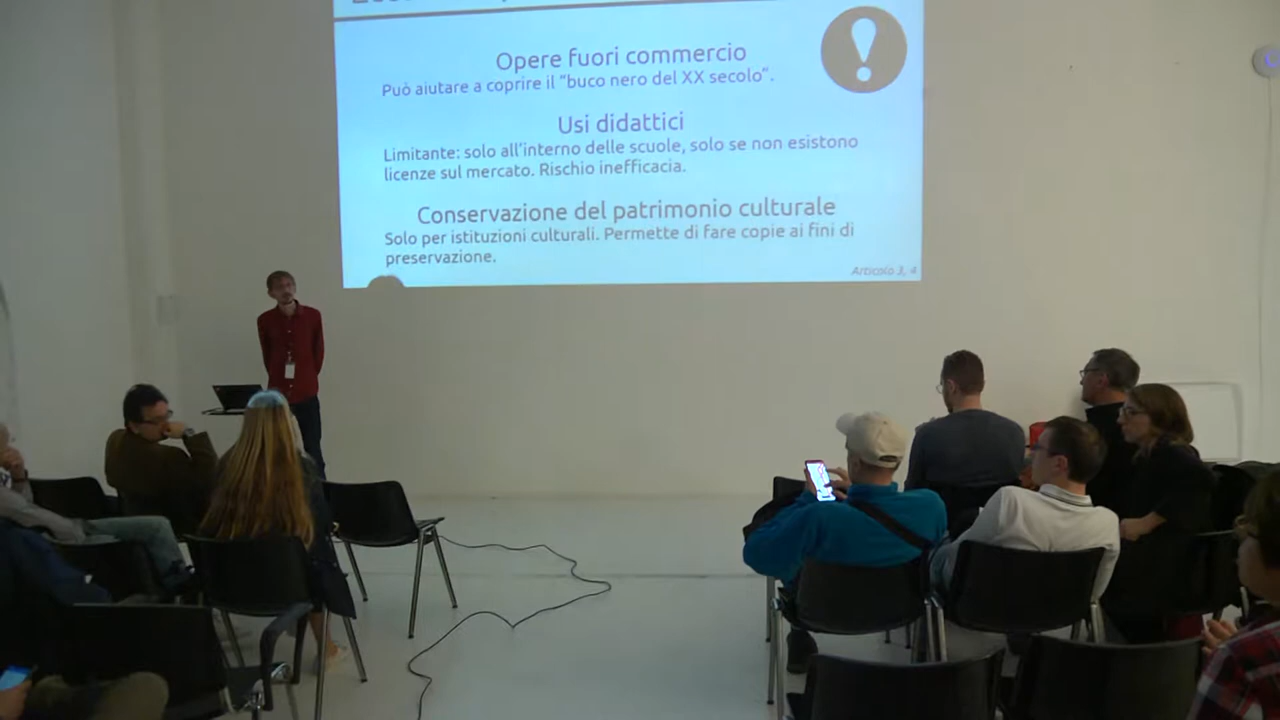 Opere fuori commercio
Può aiutare a coprire il “buco nero del XX secolo”.
Usi didattici
Limitante: solo all'interno delle scuole, solo se non esistono
licenze sul mercato. Rischio inefficacia.
Conservazione del patrimonio culturale
Solo per istituzioni culturali. Permette di fare copie ai fini di
preservazione.
Articolo 3, 4